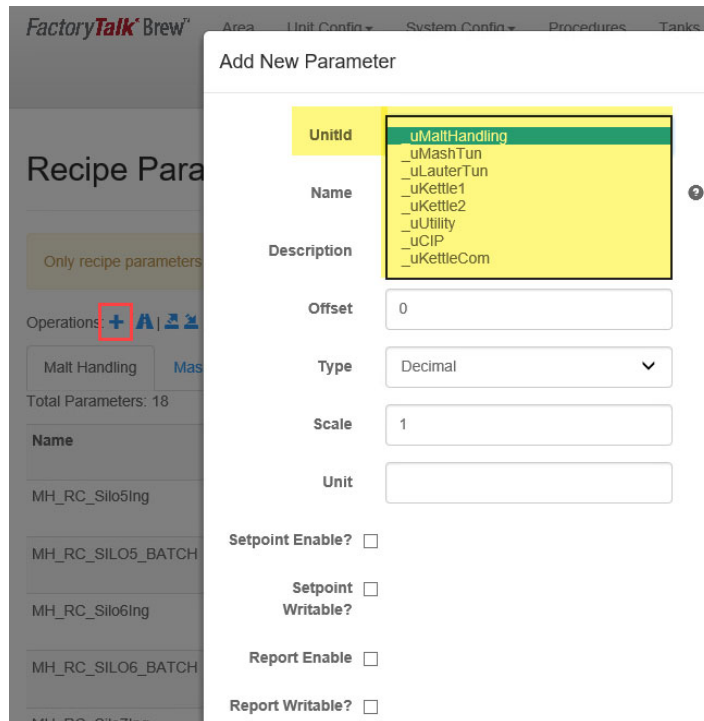 FactoryTalk® Brew™ Area Unit Config System Config Procedures Tanks
Add New Parameter
Recipe Para
Only recipe parameters
Operations:
Malt Handling Mas
Total Parameters: 18
Name
MH_RC_Silo5Ing
MH_RC_SILO5_BATCH
MH_RC_Silo6Ing
MH_RC_SILO6_BATCH
UnitId
_uMaltHandling
_uMashTun
_uLauterTun
_uKettle1
_uKettle2
_uUtility
_uCIP
_uKettleCom
Name
Description
Offset 0
Type Decimal
Scale 1
Unit
Setpoint Enable?
Setpoint
Writable?
Report Enable
Report Writable?